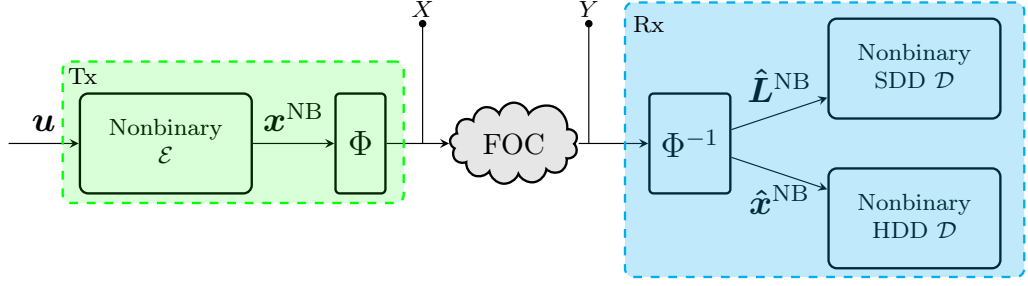 X
Y
Tx
Rx
u
Nonbinary
ℰ
x^NB
Φ
FOC
Φ⁻¹
L̂^NB
x̂^NB
Nonbinary
SDD 𝒟
Nonbinary
HDD 𝒟